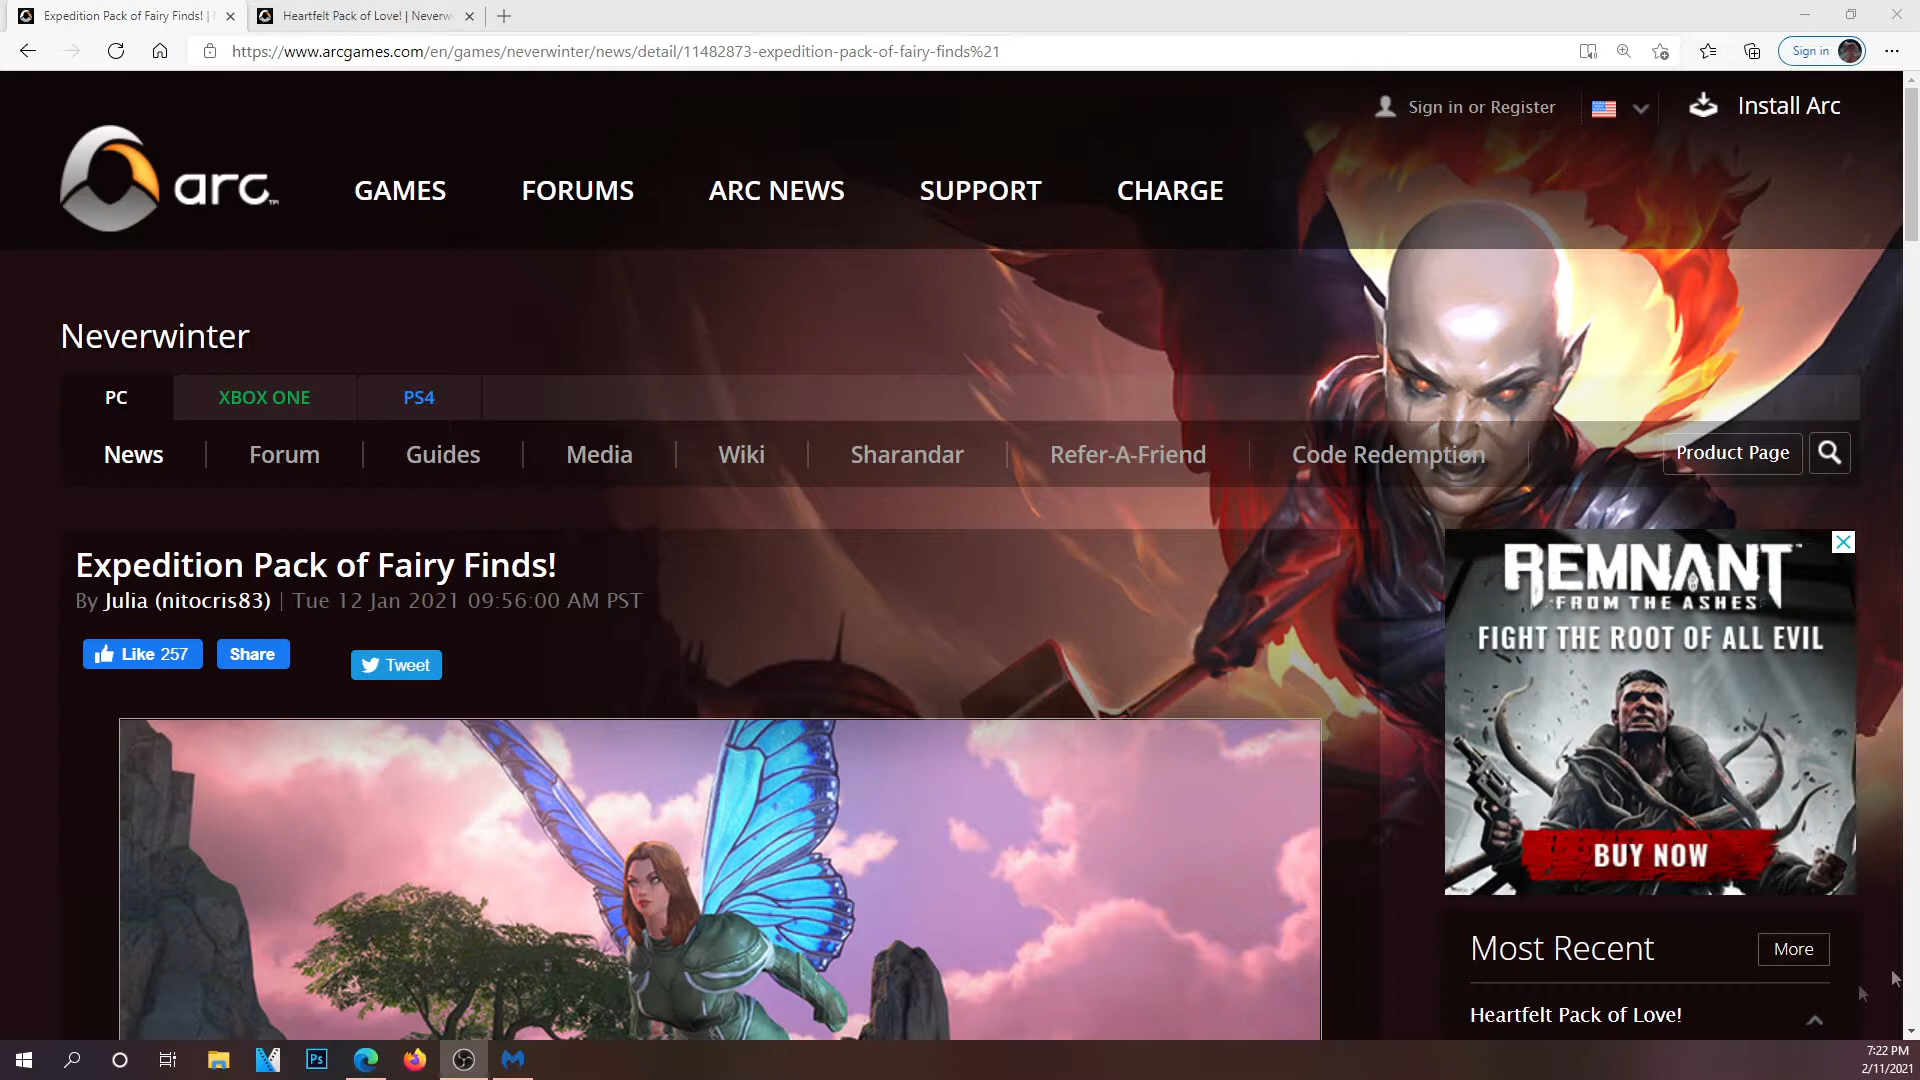 Expedition Pack of Fairy Finds! |
Heartfelt Pack of Love! | Neverwi
https://www.arcgames.com/en/games/neverwinter/news/detail/11482873-expedition-pack-of-fairy-finds%21
Sign in
Sign in or Register
Install Arc
arc
GAMES
FORUMS
ARC NEWS
SUPPORT
CHARGE
Neverwinter
PC
XBOX ONE
PS4
News
Forum
Guides
Media
Wiki
Sharandar
Refer-A-Friend
Code Redemption
Product Page
Expedition Pack of Fairy Finds!
By Julia (nitocris83) | Tue 12 Jan 2021 09:56:00 AM PST
Like 257
Share
Tweet
REMNANT
FROM THE ASHES
FIGHT THE ROOT OF ALL EVIL
BUY NOW
Most Recent
More
Heartfelt Pack of Love!
Ps
7:22 PM
2/11/2021